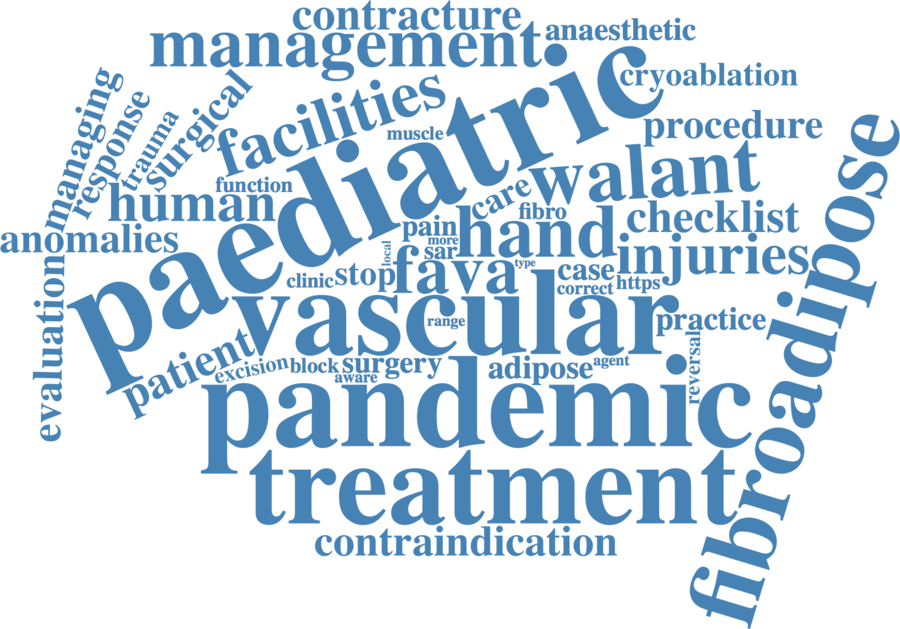 contracture
management
anaesthetic
paediatric
cryoablation
managing
response
trauma
surgical
facilities
muscle
procedure
fibroadipose
human
function
care
walant
anomalies
pain
fibro
hand
checklist
more
sar
local
injuries
clinic
stop
fava
type
case
correct
https
evaluation
vascular
range
practice
patient
excision
block
surgery
aware
adipose
agent
reversal
pandemic
treatment
contraindication